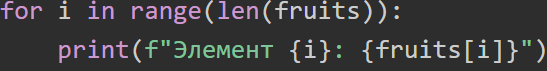 for i in range(len(fruits)):
    print(f"Элемент {i}: {fruits[i]}")